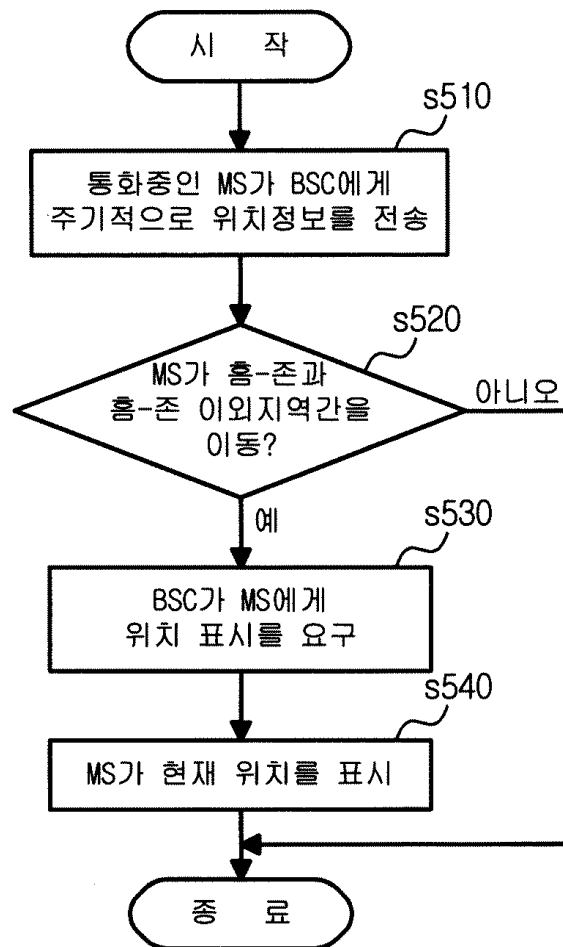 시 작
s510
통화중인 MS가 BSC에게
주기적으로 위치정보를 전송
s520
MS가 홈-존과
홈-존 이외지역간을
이동?
아니오
예
s530
BSC가 MS에게
위치 표시를 요구
s540
MS가 현재 위치를 표시
종 료